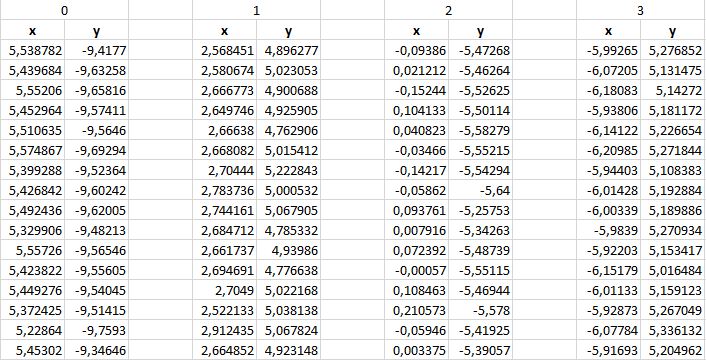 0 1 2 3
x y x y x y x y
5,538782 -9,4177 2,568451 4,896277 -0,09386 -5,47268 -5,99265 5,276852
5,439684 -9,63258 2,580674 5,023053 0,021212 -5,46264 -6,07205 5,131475
5,55206 -9,65816 2,666773 4,900688 -0,15244 -5,52625 -6,18083 5,14272
5,452964 -9,57411 2,649746 4,925905 0,104133 -5,50114 -5,93806 5,181172
5,510635 -9,5646 2,66638 4,762906 0,040823 -5,58279 -6,14122 5,226654
5,574867 -9,69294 2,668082 5,015412 -0,03466 -5,55215 -6,20985 5,271844
5,399288 -9,52364 2,70444 5,222843 -0,14217 -5,54294 -5,94403 5,108383
5,426842 -9,60242 2,783736 5,000532 -0,05862 -5,64 -6,01428 5,192884
5,492436 -9,62005 2,744161 5,067905 0,093761 -5,25753 -6,00339 5,189886
5,329906 -9,48213 2,684712 4,785332 0,007916 -5,34263 -5,9839 5,270934
5,55726 -9,56546 2,661737 4,93986 0,072392 -5,48739 -5,92203 5,153417
5,423822 -9,55605 2,694691 4,776638 -0,00057 -5,55115 -6,15179 5,016484
5,449276 -9,54045 2,7049 5,022168 0,108463 -5,46944 -6,01133 5,159123
5,372425 -9,51415 2,522133 5,038138 0,210573 -5,578 -5,92873 5,267049
5,22864 -9,7593 2,912435 5,067824 -0,05946 -5,41925 -6,07784 5,336132
5,45302 -9,34646 2,664852 4,923148 0,003375 -5,39057 -5,91693 5,204962